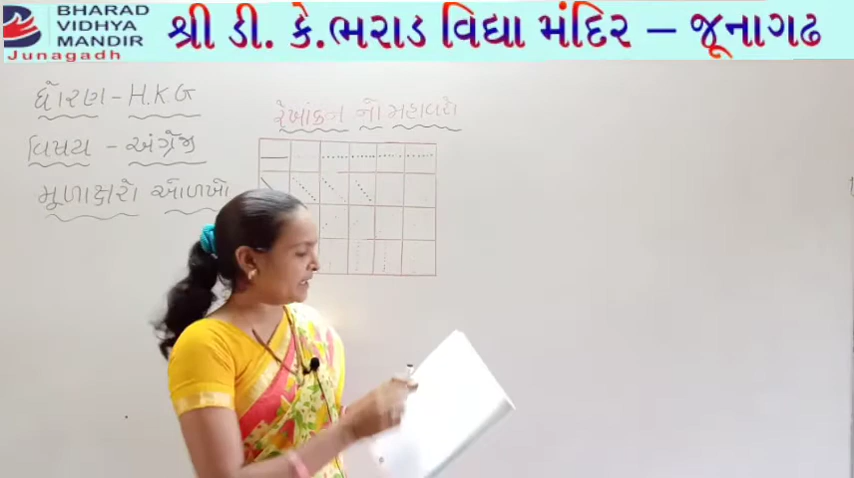 BHARAD
VIDHYA
MANDIR
Junagadh
શ્રી ડી. કે.ભરાડ વિદ્યા મંદિર – જૂનાગઢ
ધોરણ - H.K.G
વિષય - અંગ્રેજી
મૂળાક્ષરો ઓળખો
રેખાંકન નો મહાવરો